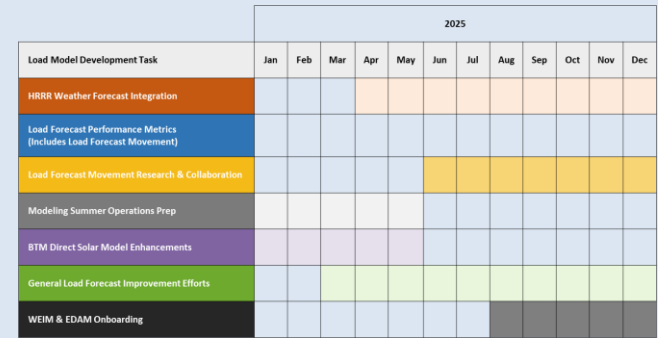 2025
Load Model Development Task Jan Feb Mar Apr May Jun Jul Aug Sep Oct Nov Dec
HRRR Weather Forecast Integration
Load Forecast Performance Metrics
(Includes Load Forecast Movement)
Load Forecast Movement Research & Collaboration
Modeling Summer Operations Prep
BTM Direct Solar Model Enhancements
General Load Forecast Improvement Efforts
WEIM & EDAM Onboarding